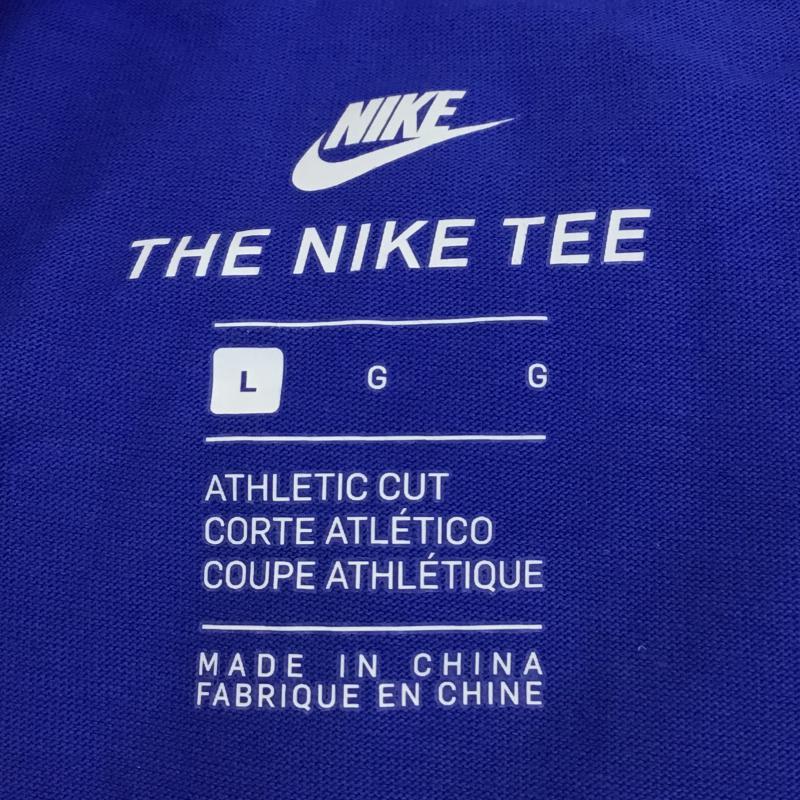 NIKE
THE NIKE TEE
L G G
ATHLETIC CUT
CORTE ATLÉTICO
COUPE ATHLÉTIQUE
MADE IN CHINA
FABRIQUE EN CHINE